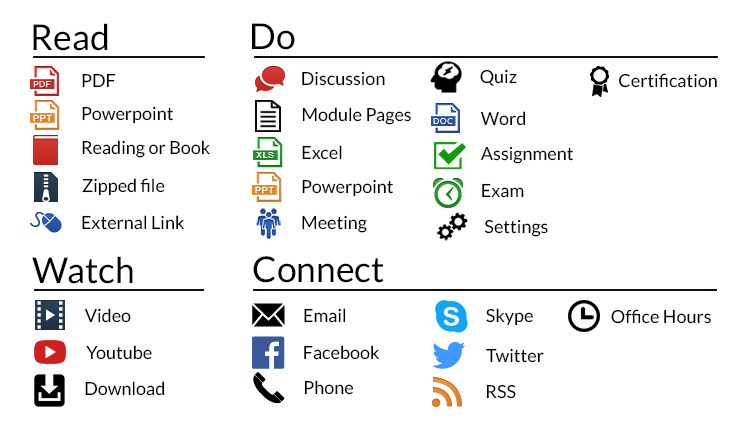 Read
PDF
PDF
PPT
Powerpoint
Reading or Book
Zipped file
External Link
Do
Discussion
Module Pages
XLS
Excel
PPT
Powerpoint
Meeting
Quiz
DOC
Word
Assignment
Exam
Settings
Certification
Watch
Video
Youtube
Download
Connect
Email
f
Facebook
Phone
S
Skype
Twitter
RSS
Office Hours